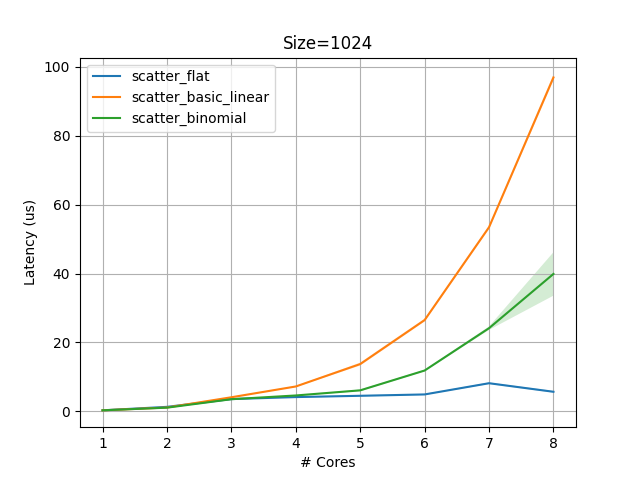 Size=1024
scatter_flat
scatter_basic_linear
scatter_binomial
Latency (us)
100
80
60
40
20
0
1 2 3 4 5 6 7 8
# Cores